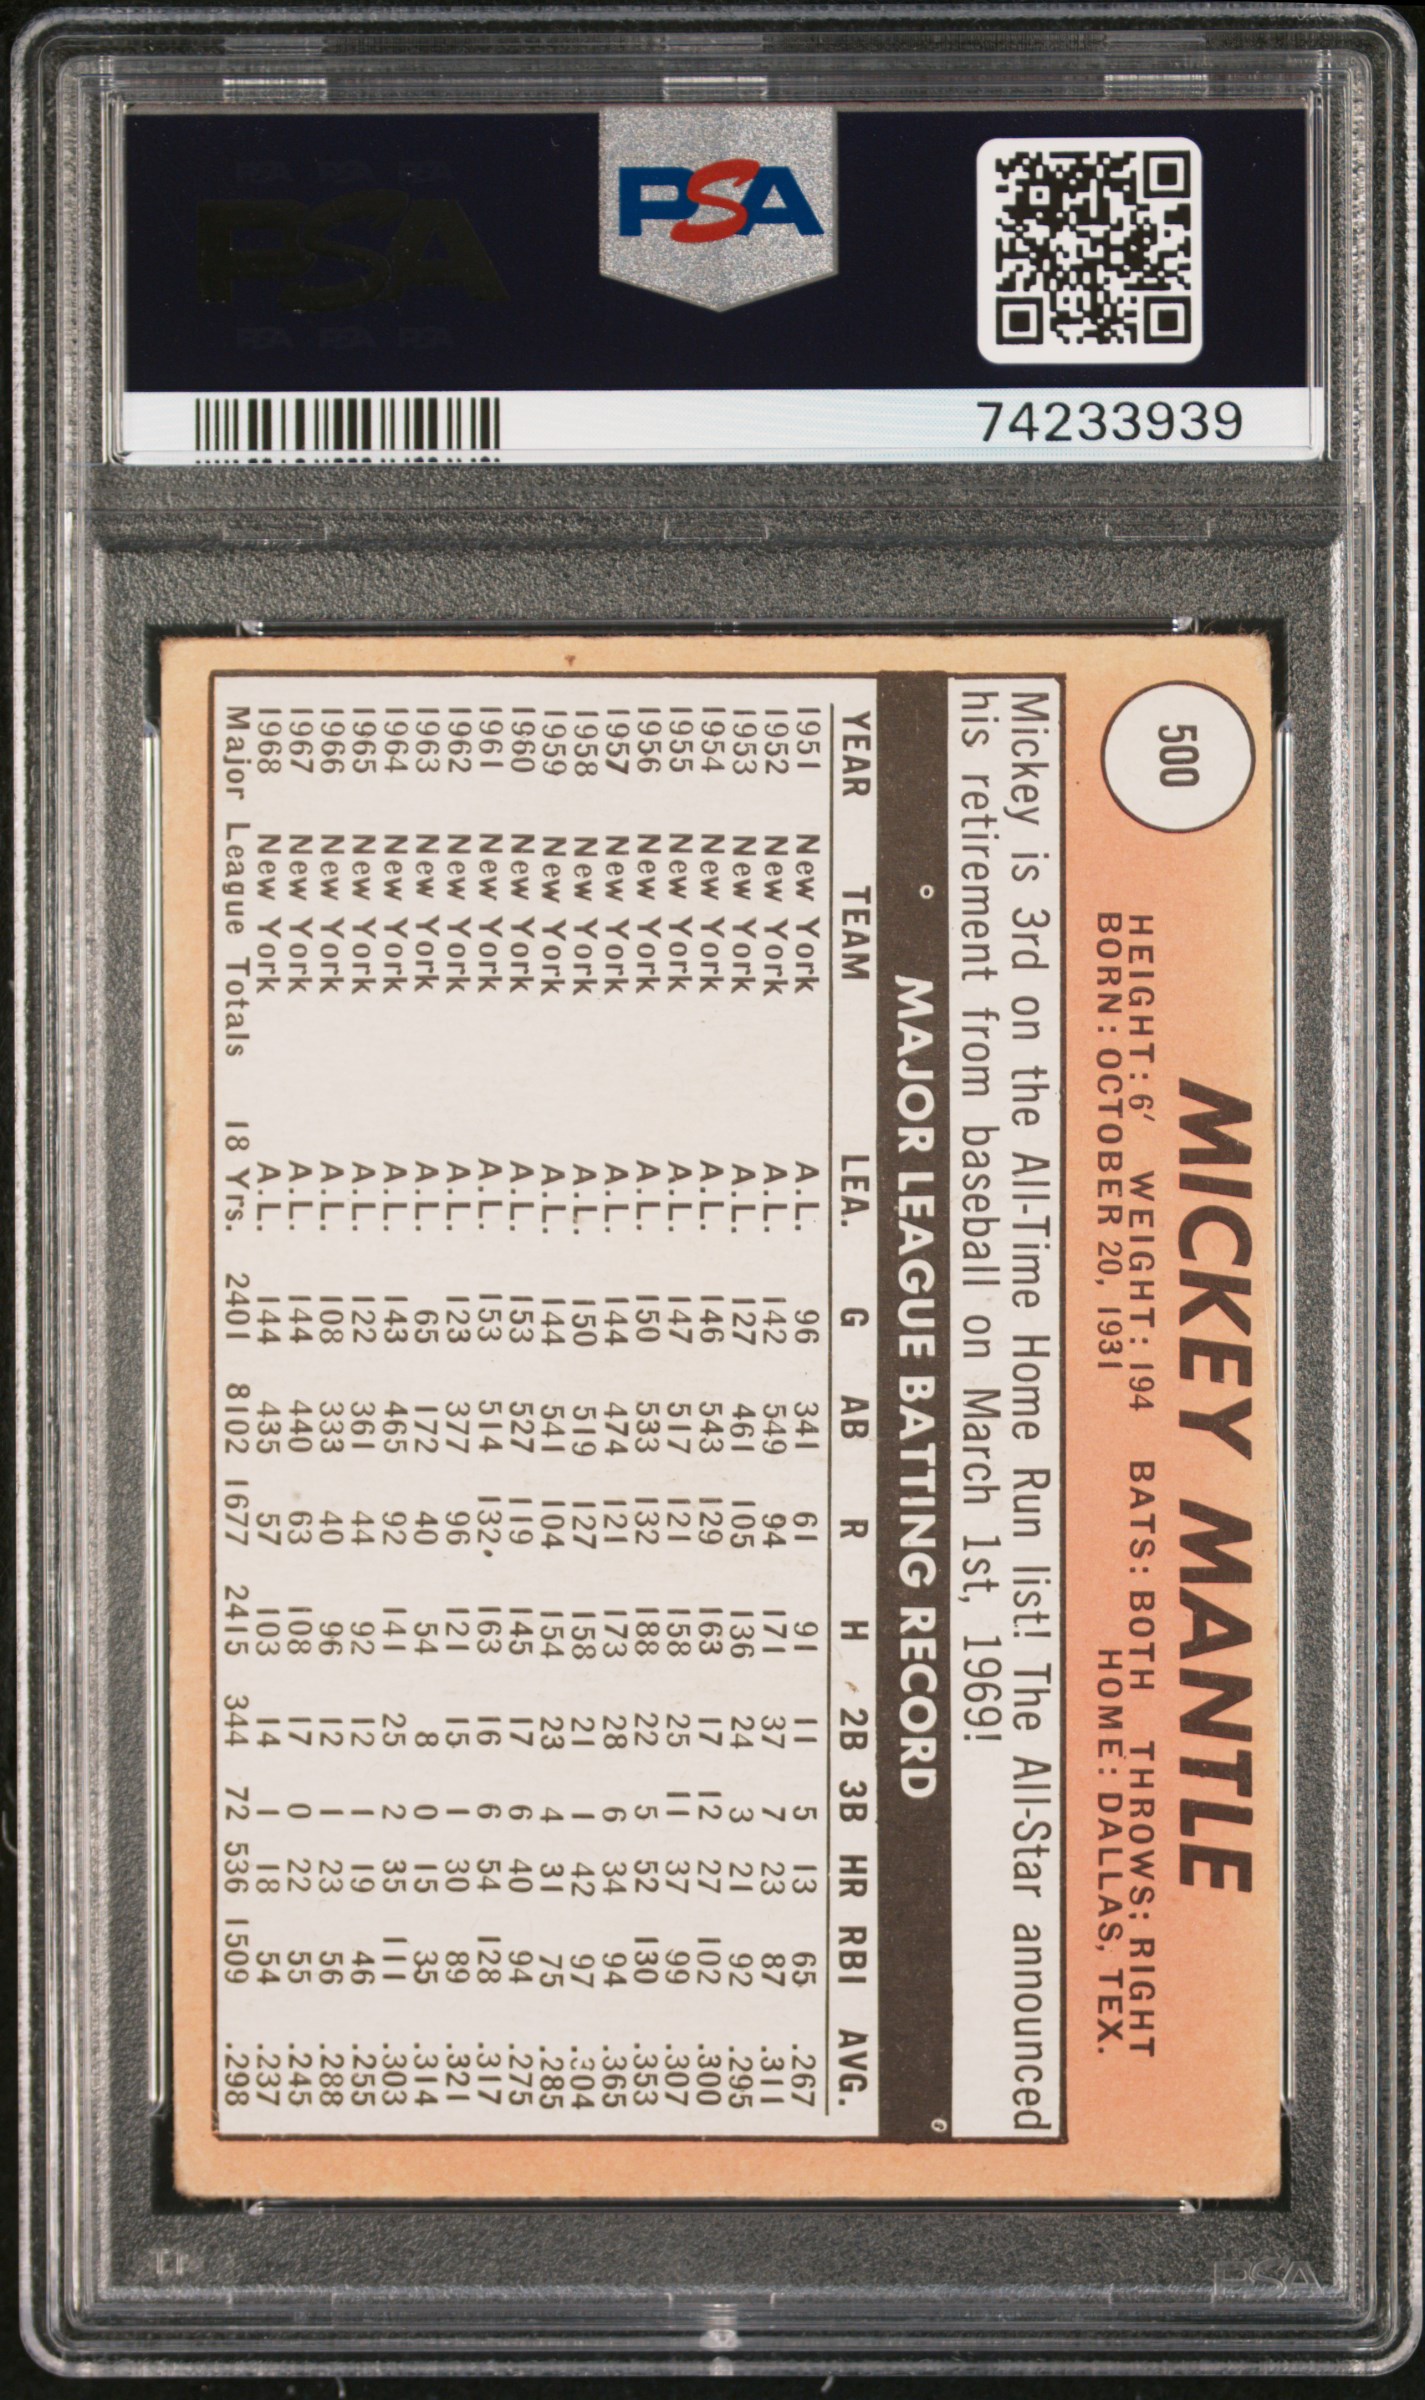 PSA
PSA PSA PSA
PSA
PSA PSA PSA
74233939
500
MICKEY MANTLE
HEIGHT: 6' WEIGHT: 194 BATS: BOTH THROWS: RIGHT
BORN: OCTOBER 20, 1931 HOME: DALLAS, TEX.
Mickey is 3rd on the All-Time Home Run list! The All-Star announced
his retirement from baseball on March 1st, 1969!
MAJOR LEAGUE BATTING RECORD
YEAR TEAM LEA. G AB R H 2B 3B HR RBI AVG.
1951 New York A.L. 96 341 61 91 11 5 13 65 .267
1952 New York A.L. 142 549 94 171 37 7 23 87 .311
1953 New York A.L. 127 461 105 136 24 3 21 92 .295
1954 New York A.L. 146 543 129 163 17 12 27 102 .300
1955 New York A.L. 147 517 121 158 25 11 37 99 .307
1956 New York A.L. 150 533 132 188 22 5 52 130 .353
1957 New York A.L. 144 474 121 173 28 6 34 94 .365
1958 New York A.L. 150 519 127 158 21 1 42 97 .304
1959 New York A.L. 144 541 104 154 23 4 31 75 .285
1960 New York A.L. 153 527 119 145 17 6 40 94 .275
1961 New York A.L. 153 514 132. 163 16 6 54 128 .317
1962 New York A.L. 123 377 96 121 15 1 30 89 .321
1963 New York A.L. 65 172 40 54 8 0 15 35 .314
1964 New York A.L. 143 465 92 141 25 2 35 111 .303
1965 New York A.L. 122 361 44 92 12 1 19 46 .255
1966 New York A.L. 108 333 40 96 12 1 23 56 .288
1967 New York A.L. 144 440 63 108 17 0 22 55 .245
1968 New York A.L. 144 435 57 103 14 1 18 54 .237
Major League Totals 18 Yrs. 2401 8102 1677 2415 344 72 536 1509 .298
PSA